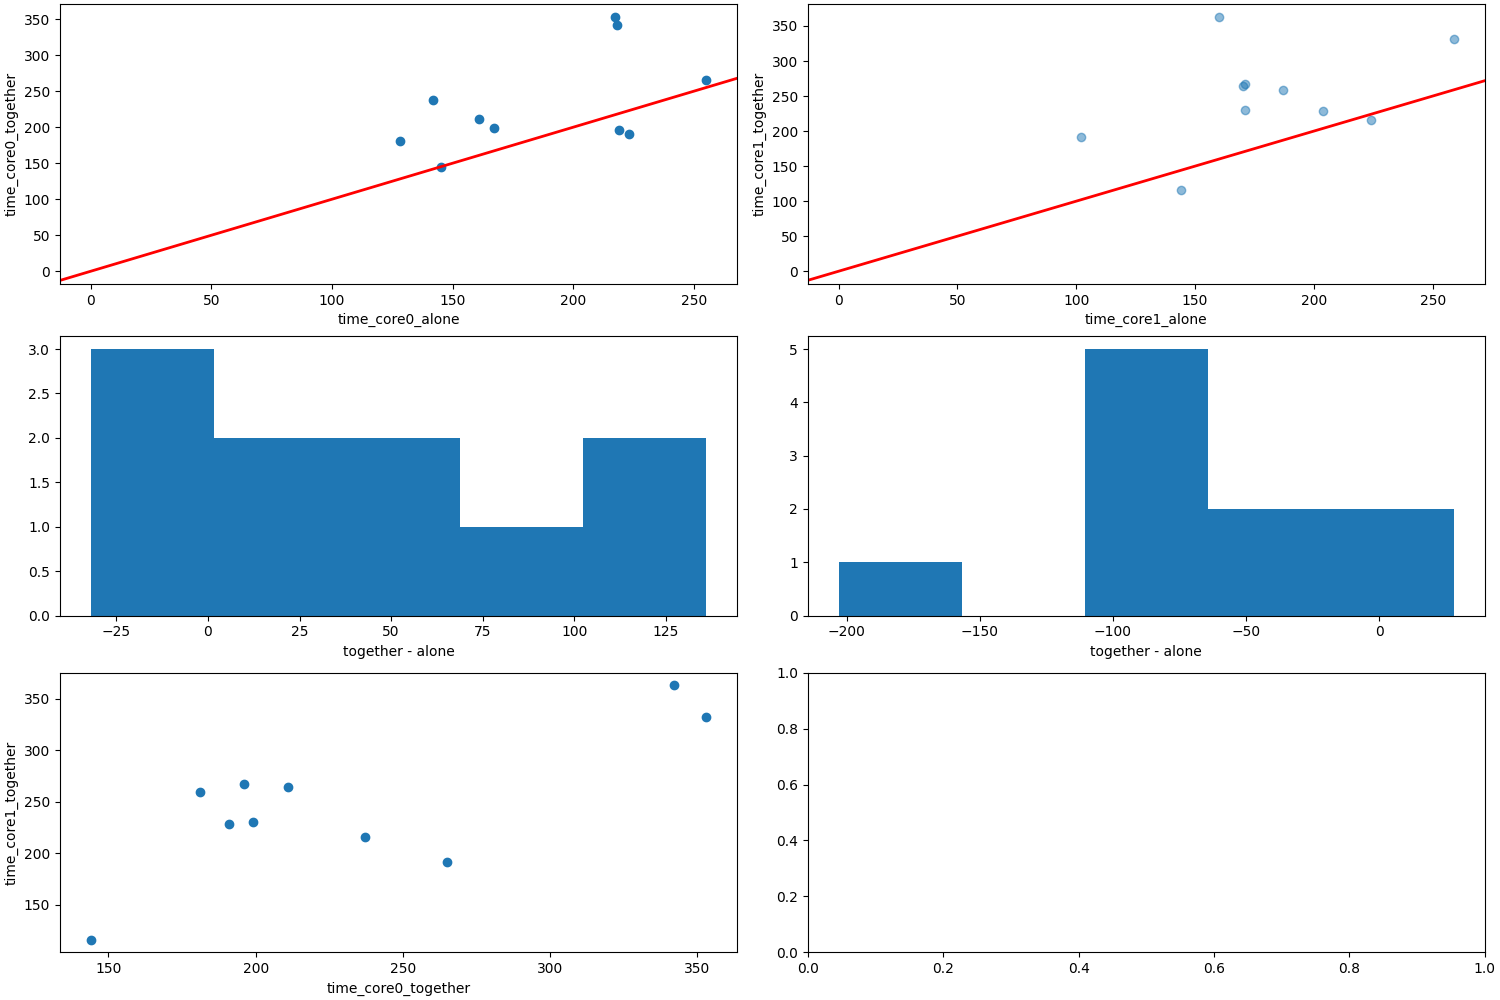 350
300
250
200
150
100
50
0
time_core0_together
0 50 100 150 200 250
time_core0_alone
350
300
250
200
150
100
50
0
time_core1_together
0 50 100 150 200 250
time_core1_alone
3.0
2.5
2.0
1.5
1.0
0.5
0.0
−25 0 25 50 75 100 125
together - alone
5
4
3
2
1
0
−200 −150 −100 −50 0
together - alone
350
300
250
200
150
time_core1_together
150 200 250 300 350
time_core0_together
1.0
0.8
0.6
0.4
0.2
0.0
0.0 0.2 0.4 0.6 0.8 1.0